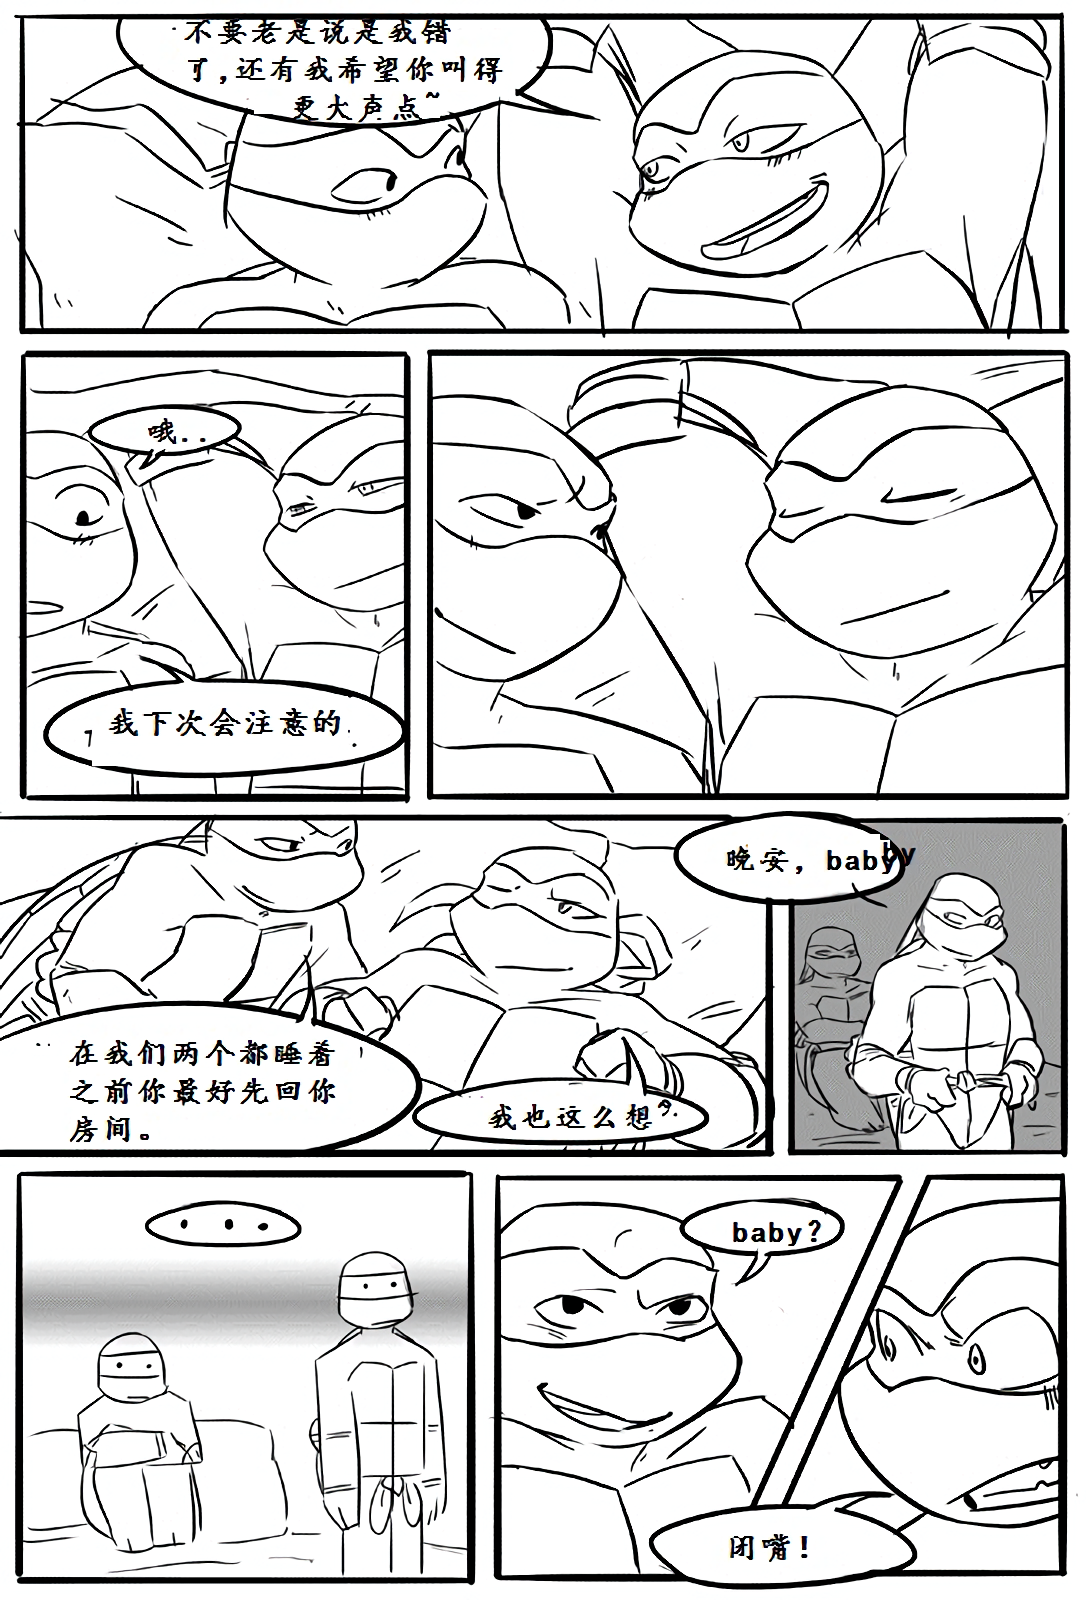 不要老是说是我错
了,还有我希望你叫得
更大声点~
哦..
我下次会注意的.
晚安，baby
在我们两个都睡着
之前你最好先回你
房间。
我也这么想
...
baby?
闭嘴!